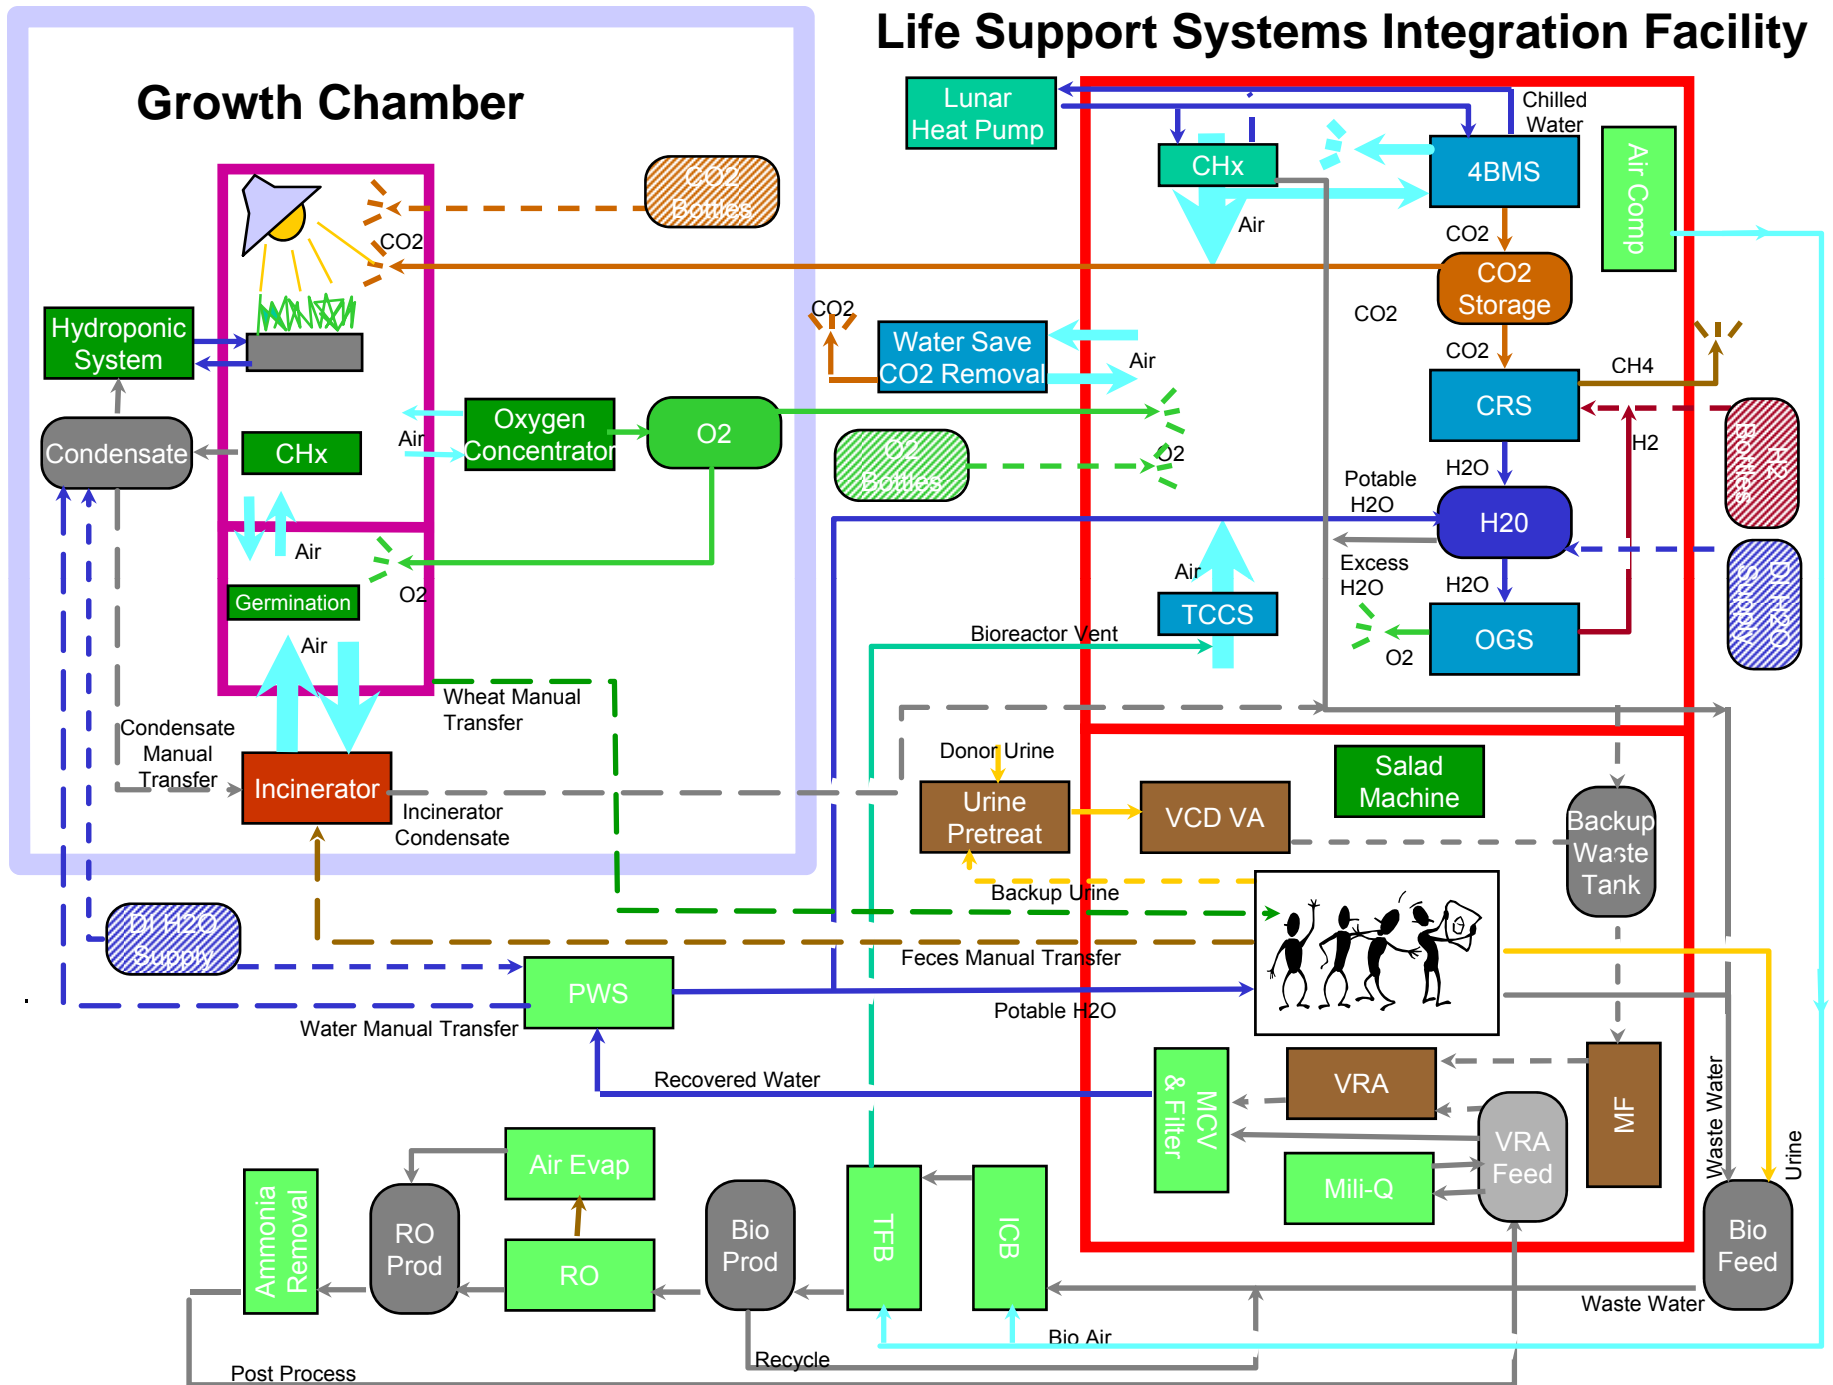 Life Support Systems Integration Facility
Growth Chamber
Lunar
Heat Pump
Chilled
Water
CHx
4BMS
Air Comp
CO2
Bottles
Air
CO2
CO2
CO2
Storage
Hydroponic
System
CO2
Water Save
CO2 Removal
Air
CO2
CO2
CH4
CRS
H2
Bottles
Condensate
CHx
Air
Oxygen
Concentrator
O2
O2
Bottles
O2
H2
Potable
H2O
H2O
H20
Air
Germination
O2
Air
Excess
H2O
H2O
DI H2O
Supply
TCCS
OGS
O2
Bioreactor Vent
Air
Wheat Manual
Transfer
Condensate
Manual
Transfer
Incinerator
Incinerator
Condensate
Donor Urine
Urine
Pretreat
VCD VA
Salad
Machine
Backup
Waste
Tank
Backup Urine
DI H2O
Supply
Feces Manual Transfer
PWS
Potable H2O
Water Manual Transfer
Recovered Water
MCV
& Filter
VRA
MF
VRA
Feed
Mili-Q
Waste Water
Urine
Air Evap
Ammonia
Removal
RO
Prod
RO
Bio
Prod
TFB
ICB
Bio
Feed
Waste Water
Bio Air
Recycle
Post Process